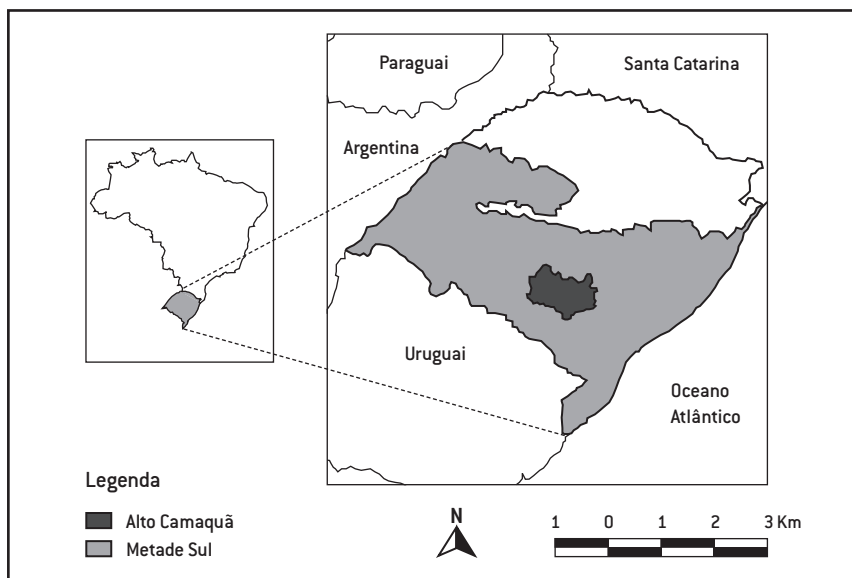 Paraguai
Santa Catarina
Argentina
Uruguai
Oceano
Atlântico
Legenda
Alto Camaquã
Metade Sul
N
1 0 1 2 3 Km